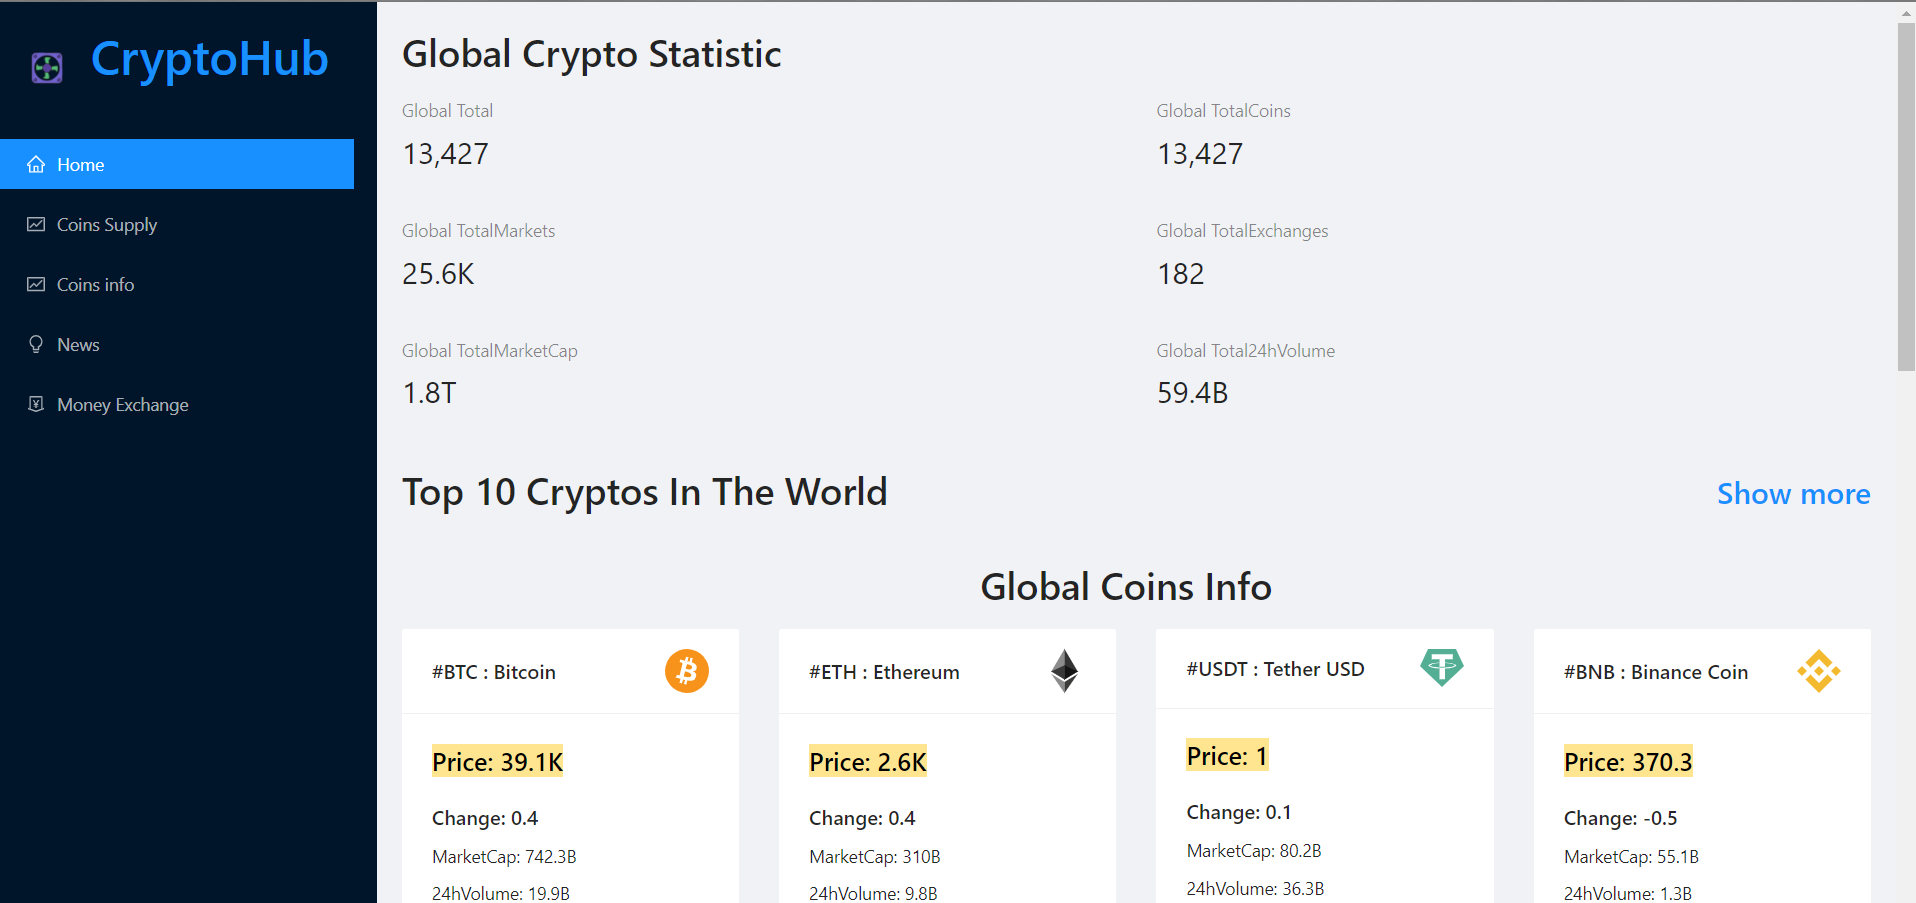 CryptoHub
Home
Coins Supply
Coins info
News
Money Exchange
Global Crypto Statistic
Global Total
13,427
Global TotalCoins
13,427
Global TotalMarkets
25.6K
Global TotalExchanges
182
Global TotalMarketCap
1.8T
Global Total24hVolume
59.4B
Top 10 Cryptos In The World
Show more
Global Coins Info
#BTC : Bitcoin
Price: 39.1K
Change: 0.4
MarketCap: 742.3B
24hVolume: 19.9B
#ETH : Ethereum
Price: 2.6K
Change: 0.4
MarketCap: 310B
24hVolume: 9.8B
#USDT : Tether USD
Price: 1
Change: 0.1
MarketCap: 80.2B
24hVolume: 36.3B
#BNB : Binance Coin
Price: 370.3
Change: -0.5
MarketCap: 55.1B
24hVolume: 1.3B